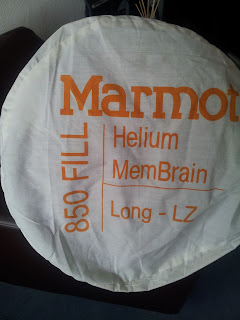 Marmot
850 FILL
Helium
MemBrain
Long - LZ